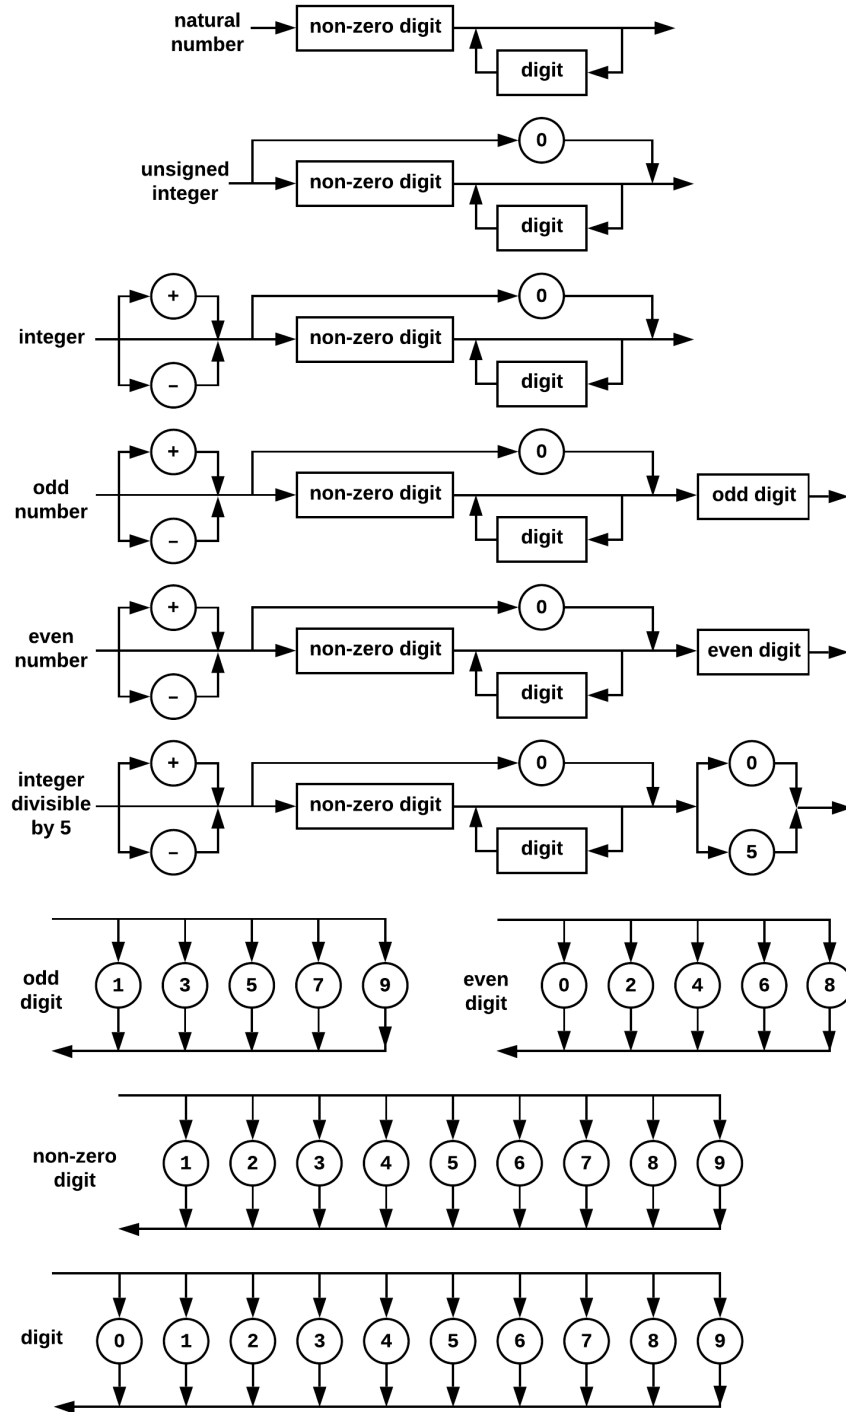 natural
number
non-zero digit
digit
0
unsigned
integer
non-zero digit
digit
+
0
integer
non-zero digit
–
digit
+
0
odd
number
non-zero digit
odd digit
–
digit
+
0
even
number
non-zero digit
even digit
–
digit
+
0
0
integer
divisible
by 5
non-zero digit
–
digit
5
odd
digit
1 3 5 7 9
even
digit
0 2 4 6 8
non-zero
digit
1 2 3 4 5 6 7 8 9
digit
0 1 2 3 4 5 6 7 8 9